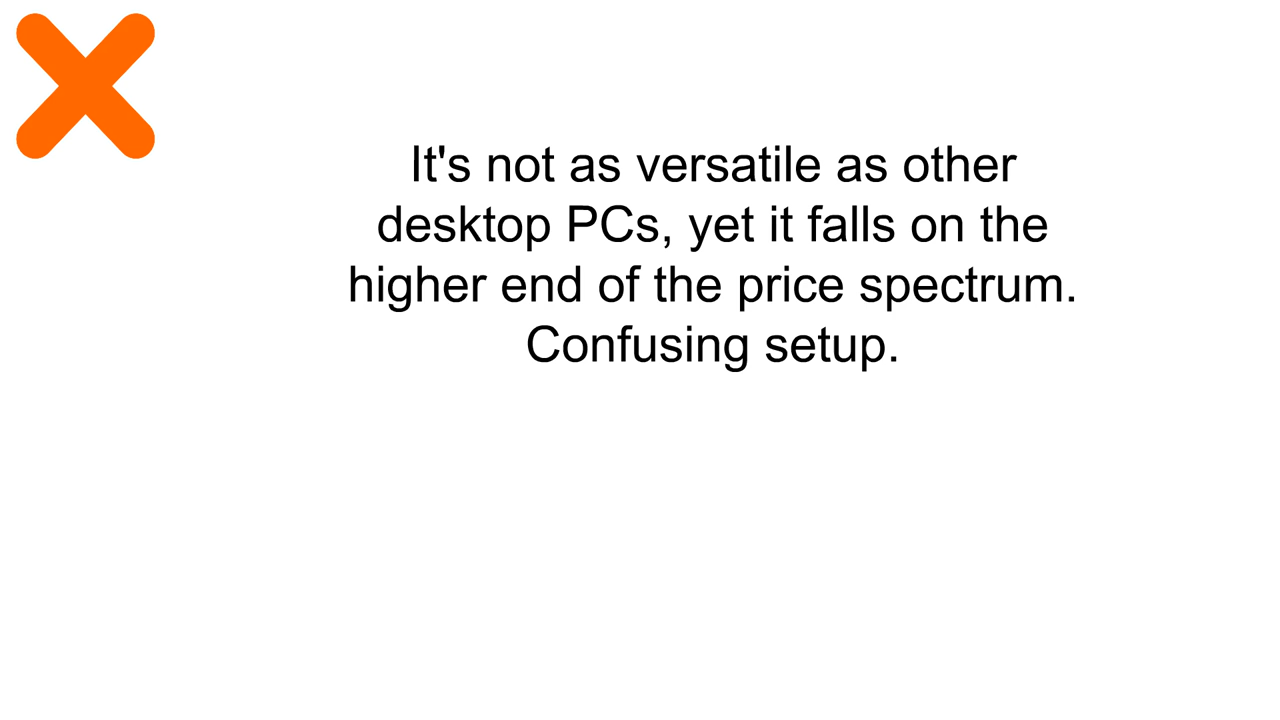 It's not as versatile as other
desktop PCs, yet it falls on the
higher end of the price spectrum.
Confusing setup.